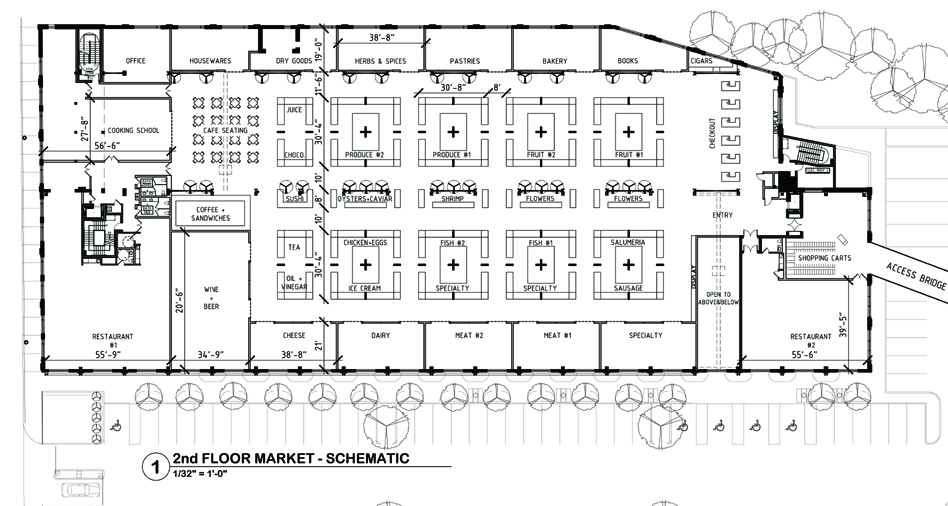 38'-8"
19'-0"
OFFICE
HOUSEWARES
DRY GOODS
HERBS & SPICES
PASTRIES
BAKERY
BOOKS
CIGARS
11'-6"
30'-8"
8'
27'-8"
COOKING SCHOOL
56'-6"
CAFE SEATING
JUICE
CHOCO.
30'-4"
PRODUCE #2
PRODUCE #1
FRUIT #2
FRUIT #1
CHECKOUT
DISPLAY
10'
8'
10'
SUSHI
OYSTERS+CAVIAR
SHRIMP
FLOWERS
FLOWERS
COFFEE +
SANDWICHES
ENTRY
TEA
OIL +
VINEGAR
30'-4"
CHICKEN+EGGS
ICE CREAM
FISH #2
SPECIALTY
FISH #1
SPECIALTY
SALUMERIA
SAUSAGE
DISPLAY
OPEN TO
ABOVE & BELOW
SHOPPING CARTS
ACCESS BRIDGE
WINE
+
BEER
20'-6"
RESTAURANT
#1
55'-9"
34'-9"
CHEESE
38'-8"
21'
DAIRY
MEAT #2
MEAT #1
SPECIALTY
RESTAURANT
#2
55'-6"
39'-5"
1
2nd FLOOR MARKET - SCHEMATIC
1/32" = 1'-0"